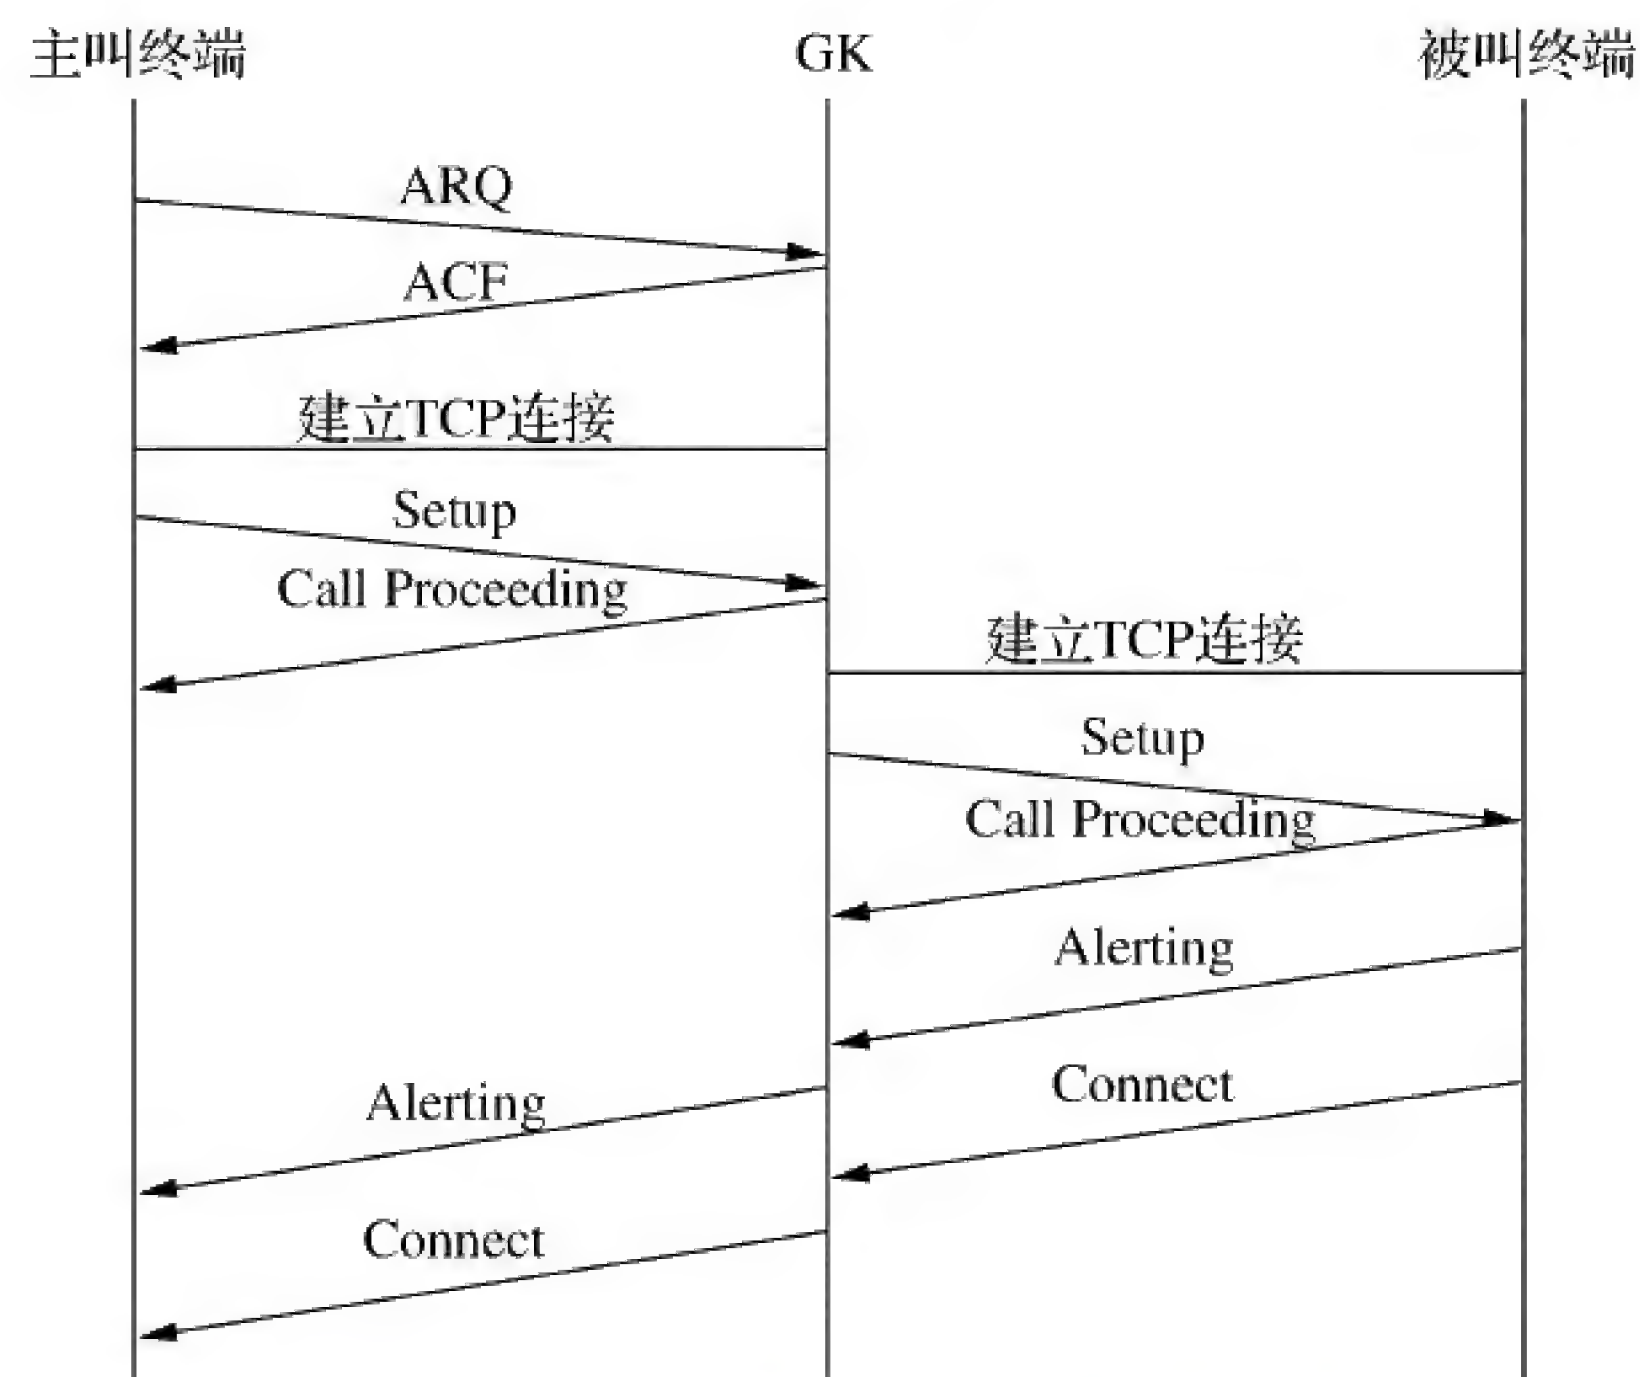 主叫终端 GK 被叫终端
ARQ
ACF
建立TCP连接
Setup
Call Proceeding
建立TCP连接
Setup
Call Proceeding
Alerting
Connect
Alerting
Connect